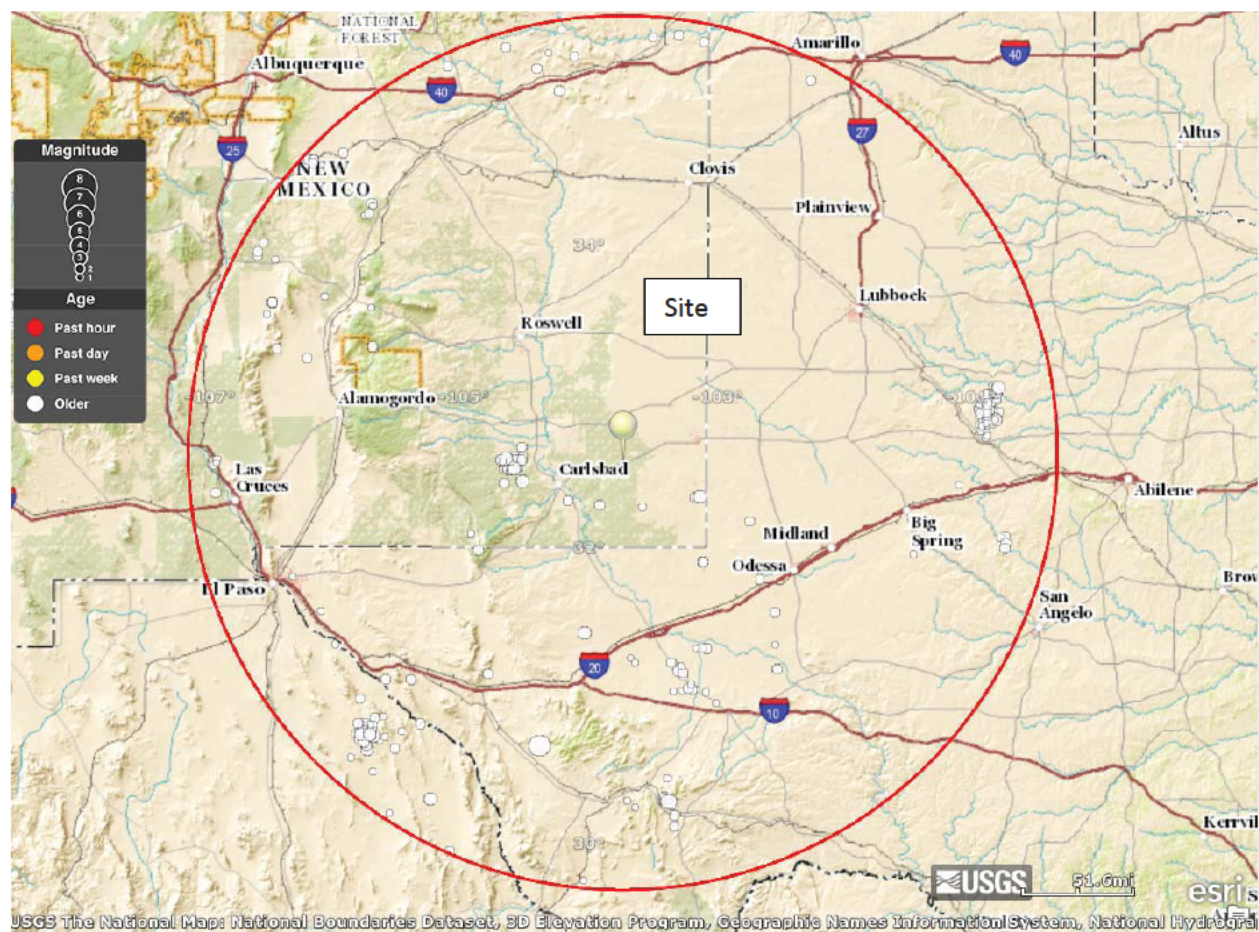 NATIONAL
FOREST
Amarillo
Albuquerque
40
40
25
27
Altus
Magnitude
8
7
6
5
4
3
2
1
NEW
MEXICO
Clovis
Plainview
34°
Age
Past hour
Past day
Past week
Older
Site
Lubbock
Roswell
-107°
Alamogordo
-105°
-103°
Las
Cruces
Carlsbad
Abilene
Big
Spring
Midland
32°
Odessa
El Paso
San
Angelo
20
10
30°
Kerrvil
USGS
51.6mi
esri
USGS The National Map: National Boundaries Dataset, 3D Elevation Program, Geographic Names Information System, National Hydrogra